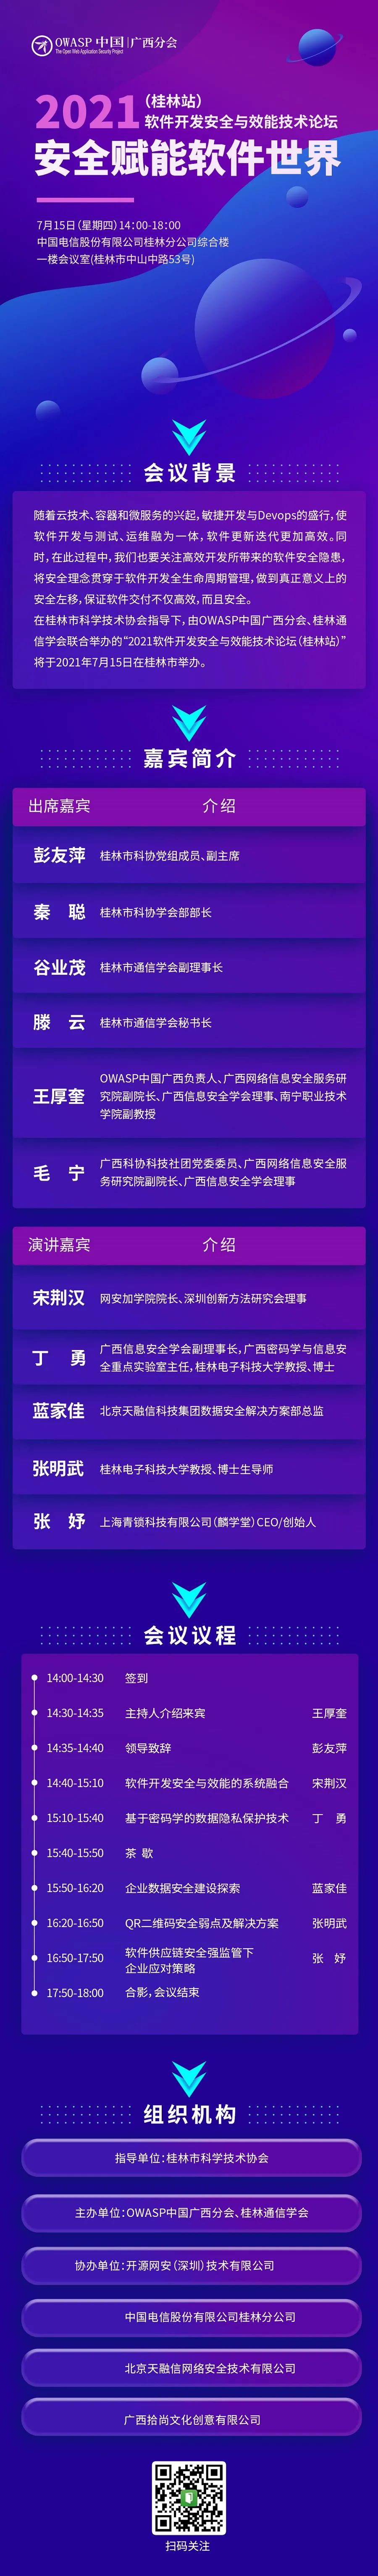 OWASP 中国 | 广西分会
The Open Web Application Security Project
2021 (桂林站)
软件开发安全与效能技术论坛
安全赋能软件世界
7月15日(星期四)14:00-18:00
中国电信股份有限公司桂林分公司综合楼
一楼会议室(桂林市中山中路53号)
会议背景
随着云技术、容器和微服务的兴起,敏捷开发与Devops的盛行,使
软件开发与测试、运维融为一体,软件更新迭代更加高效。同
时,在此过程中,我们也要关注高效开发所带来的软件安全隐患,
将安全理念贯穿于软件开发全生命周期管理,做到真正意义上的
安全左移,保证软件交付不仅高效,而且安全。
在桂林市科学技术协会指导下,由OWASP中国广西分会、桂林通
信学会联合举办的“2021软件开发安全与效能技术论坛(桂林站)”
将于2021年7月15日在桂林市举办。
嘉宾简介
出席嘉宾 介绍
彭友萍 桂林市科协党组成员、副主席
秦 聪 桂林市科协学会部部长
谷业茂 桂林市通信学会副理事长
滕 云 桂林市通信学会秘书长
王厚奎 OWASP中国广西负责人、广西网络信息安全服务研
究院副院长、广西信息安全学会理事、南宁职业技术
学院副教授
毛 宁 广西科协科技社团党委委员、广西网络信息安全服
务研究院副院长、广西信息安全学会理事
演讲嘉宾 介绍
宋荆汉 网安加学院院长、深圳创新方法研究会理事
丁 勇 广西信息安全学会副理事长,广西密码学与信息安
全重点实验室主任,桂林电子科技大学教授、博士
蓝家佳 北京天融信科技集团数据安全解决方案部总监
张明武 桂林电子科技大学教授、博士生导师
张 妤 上海青锁科技有限公司(麟学堂)CEO/创始人
会议议程
14:00-14:30 签到
14:30-14:35 主持人介绍来宾 王厚奎
14:35-14:40 领导致辞 彭友萍
14:40-15:10 软件开发安全与效能的系统融合 宋荆汉
15:10-15:40 基于密码学的数据隐私保护技术 丁 勇
15:40-15:50 茶 歇
15:50-16:20 企业数据安全建设探索 蓝家佳
16:20-16:50 QR二维码安全弱点及解决方案 张明武
16:50-17:50 软件供应链安全强监管下
企业应对策略 张 妤
17:50-18:00 合影,会议结束
组织机构
指导单位:桂林市科学技术协会
主办单位:OWASP中国广西分会、桂林通信学会
协办单位:开源网安(深圳)技术有限公司
中国电信股份有限公司桂林分公司
北京天融信网络安全技术有限公司
广西拾尚文化创意有限公司
扫码关注